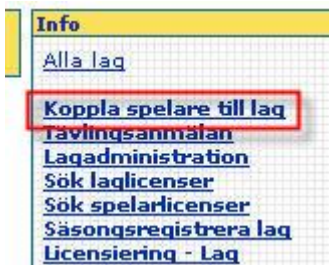 Info
Alla lag
Koppla spelare till lag
Tävlingsanmälan
Lagadministration
Sök laglicenser
Sök spelarlicenser
Säsongsregistrera lag
Licensiering - Lag